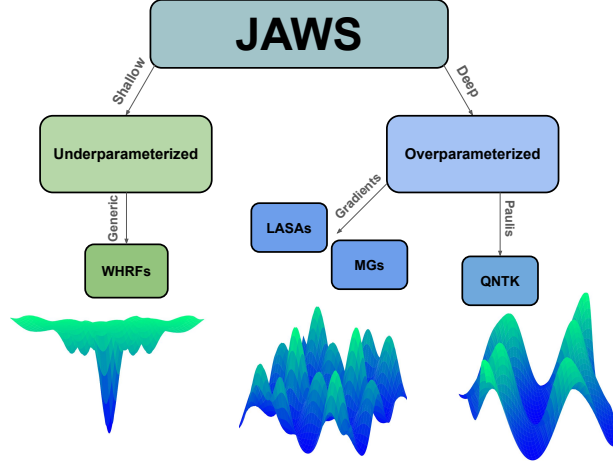 JAWS
Shallow
Deep
Underparameterized
Overparameterized
Generic
Gradients
Paulis
LASAs
MGs
WHRFs
QNTK